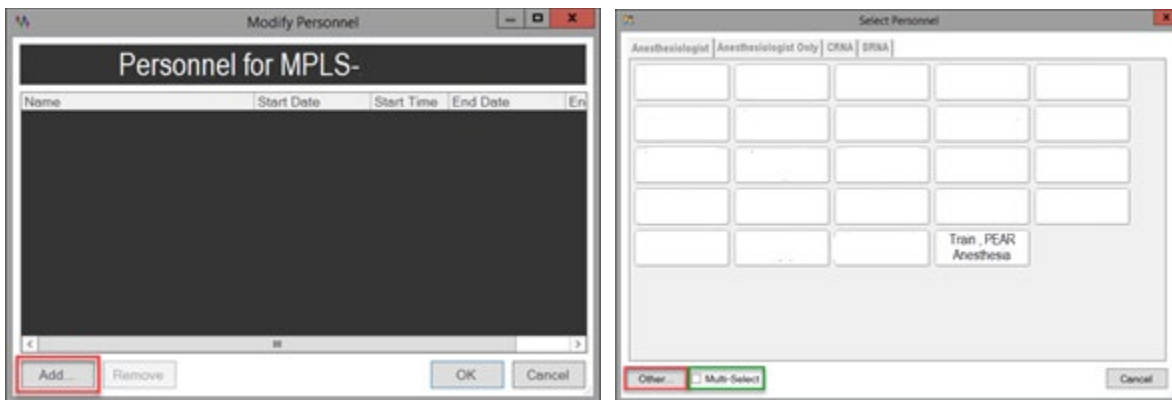 Modify Personnel
Personnel for MPLS-
Name Start Date Start Time End Date En
Add... Remove OK Cancel
Select Personnel
Anesthesiologist Anesthesiologist Only CRNA SRNA
Train , PEAR
Anesthesia
Other... Multi-Select Cancel